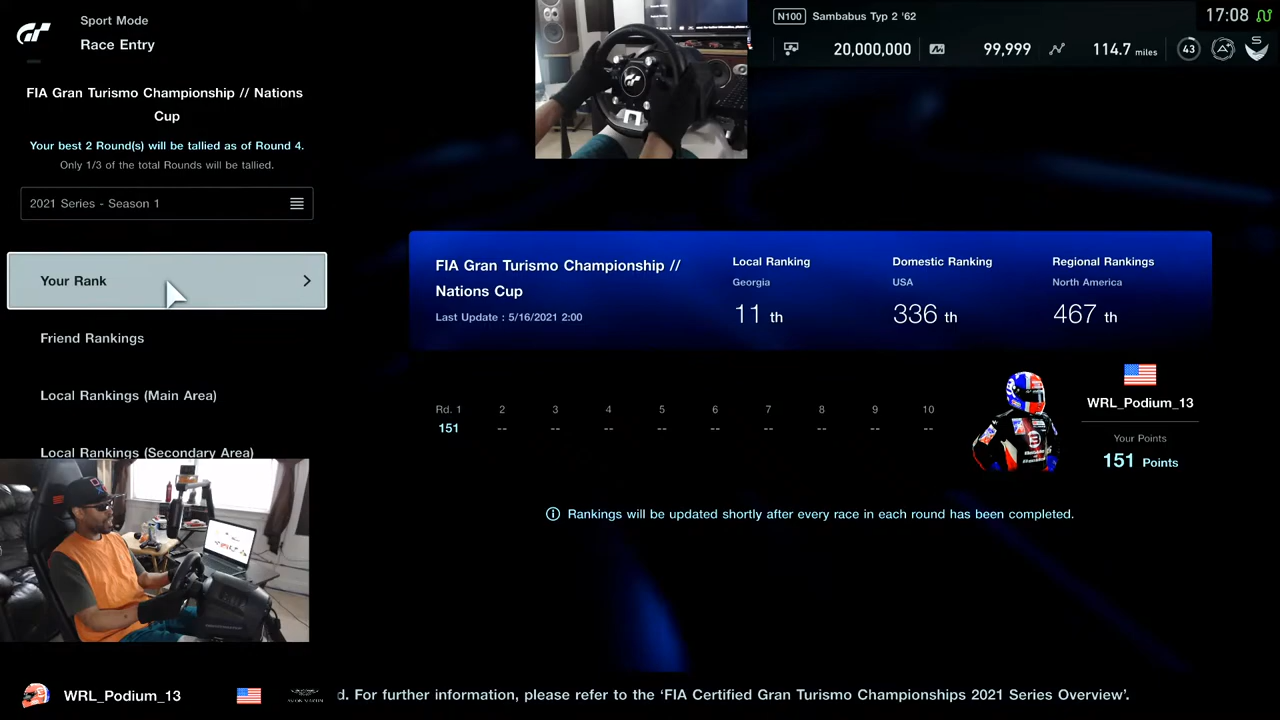 Sport Mode
Race Entry
N100 Sambabus Typ 2 '62
17:08
20,000,000
99,999
114.7 miles
43
A+
S
FIA Gran Turismo Championship // Nations
Cup
Your best 2 Round(s) will be tallied as of Round 4.
Only 1/3 of the total Rounds will be tallied.
2021 Series - Season 1
Your Rank
Friend Rankings
Local Rankings (Main Area)
Local Rankings (Secondary Area)
FIA Gran Turismo Championship //
Nations Cup
Last Update : 5/16/2021 2:00
Local Ranking
Georgia
11 th
Domestic Ranking
USA
336 th
Regional Rankings
North America
467 th
Rd. 1 2 3 4 5 6 7 8 9 10
151 -- -- -- -- -- -- -- -- --
WRL_Podium_13
Your Points
151 Points
Rankings will be updated shortly after every race in each round has been completed.
WRL_Podium_13
d. For further information, please refer to the 'FIA Certified Gran Turismo Championships 2021 Series Overview'.